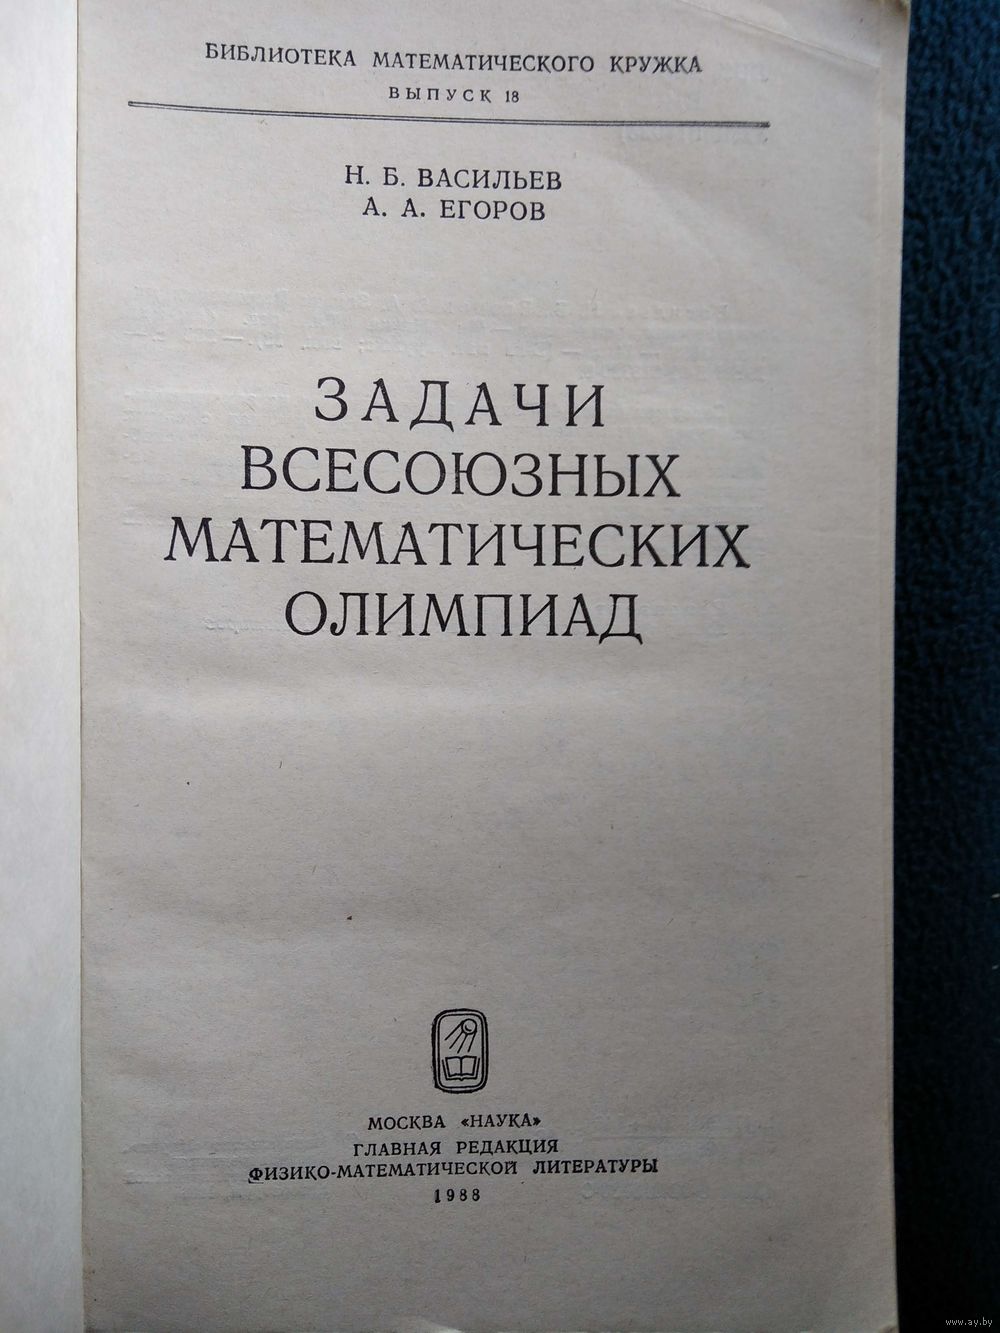 БИБЛИОТЕКА МАТЕМАТИЧЕСКОГО КРУЖКА
ВЫПУСК 18
Н. Б. ВАСИЛЬЕВ
А. А. ЕГОРОВ
ЗАДАЧИ
ВСЕСОЮЗНЫХ
МАТЕМАТИЧЕСКИХ
ОЛИМПИАД
МОСКВА «НАУКА»
ГЛАВНАЯ РЕДАКЦИЯ
ФИЗИКО-МАТЕМАТИЧЕСКОЙ ЛИТЕРАТУРЫ
1988
www.ay.by